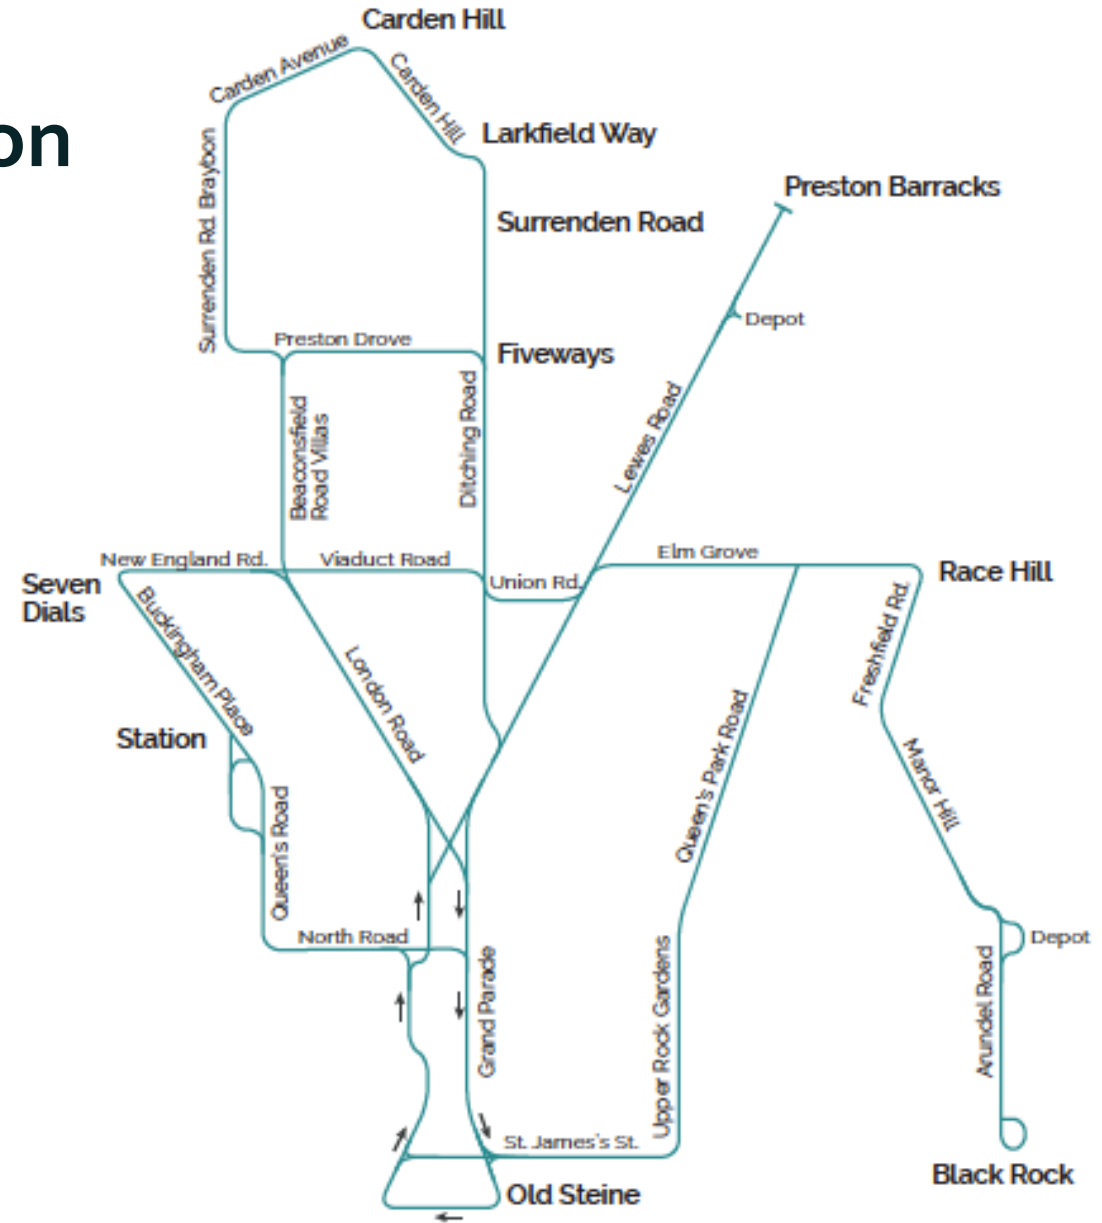 Carden Hill
Carden Avenue
Carden Hill
on
Larkfield Way
Surrenden Rd. Braybon
Preston Barracks
Surrenden Road
Depot
Preston Drove
Fiveways
Beaconsfield
Road Villas
Ditchling Road
Lewes Road
New England Rd.
Viaduct Road
Elm Grove
Seven
Dials
Union Rd.
Race Hill
Buckingham Place
Freshfield Rd.
London Road
Station
Queen's Park Road
Manor Hill
Queen's Road
North Road
Depot
Grand Parade
Upper Rock Gardens
Arundel Road
St. James's St.
Black Rock
Old Steine